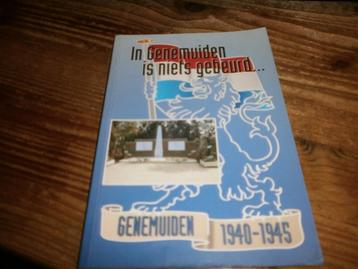 In Genemuiden
is niets gebeurd...
GENEMUIDEN
1940-1945